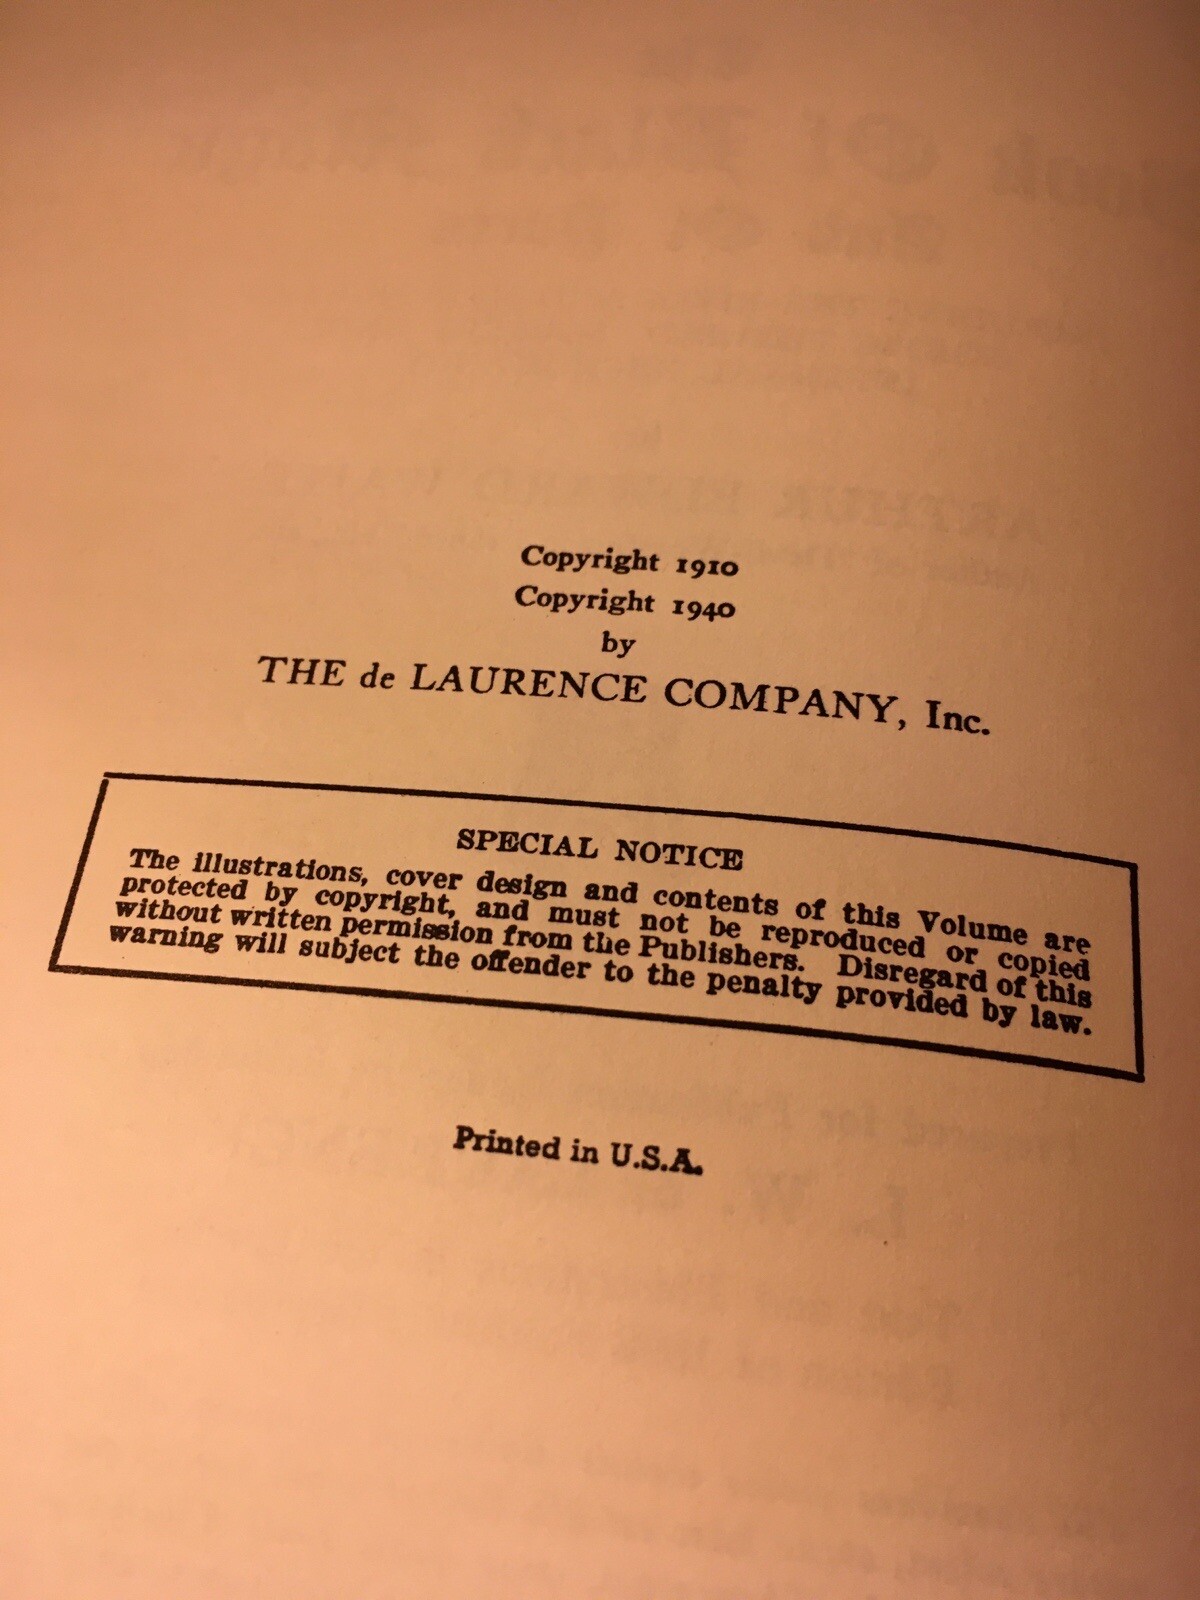 Copyright 1910
Copyright 1940
by
THE de LAURENCE COMPANY, Inc.
SPECIAL NOTICE
The illustrations, cover design and contents of this Volume are
protected by copyright, and must not be reproduced or copied
without written permission from the Publishers. Disregard of this
warning will subject the offender to the penalty provided by law.
Printed in U.S.A.